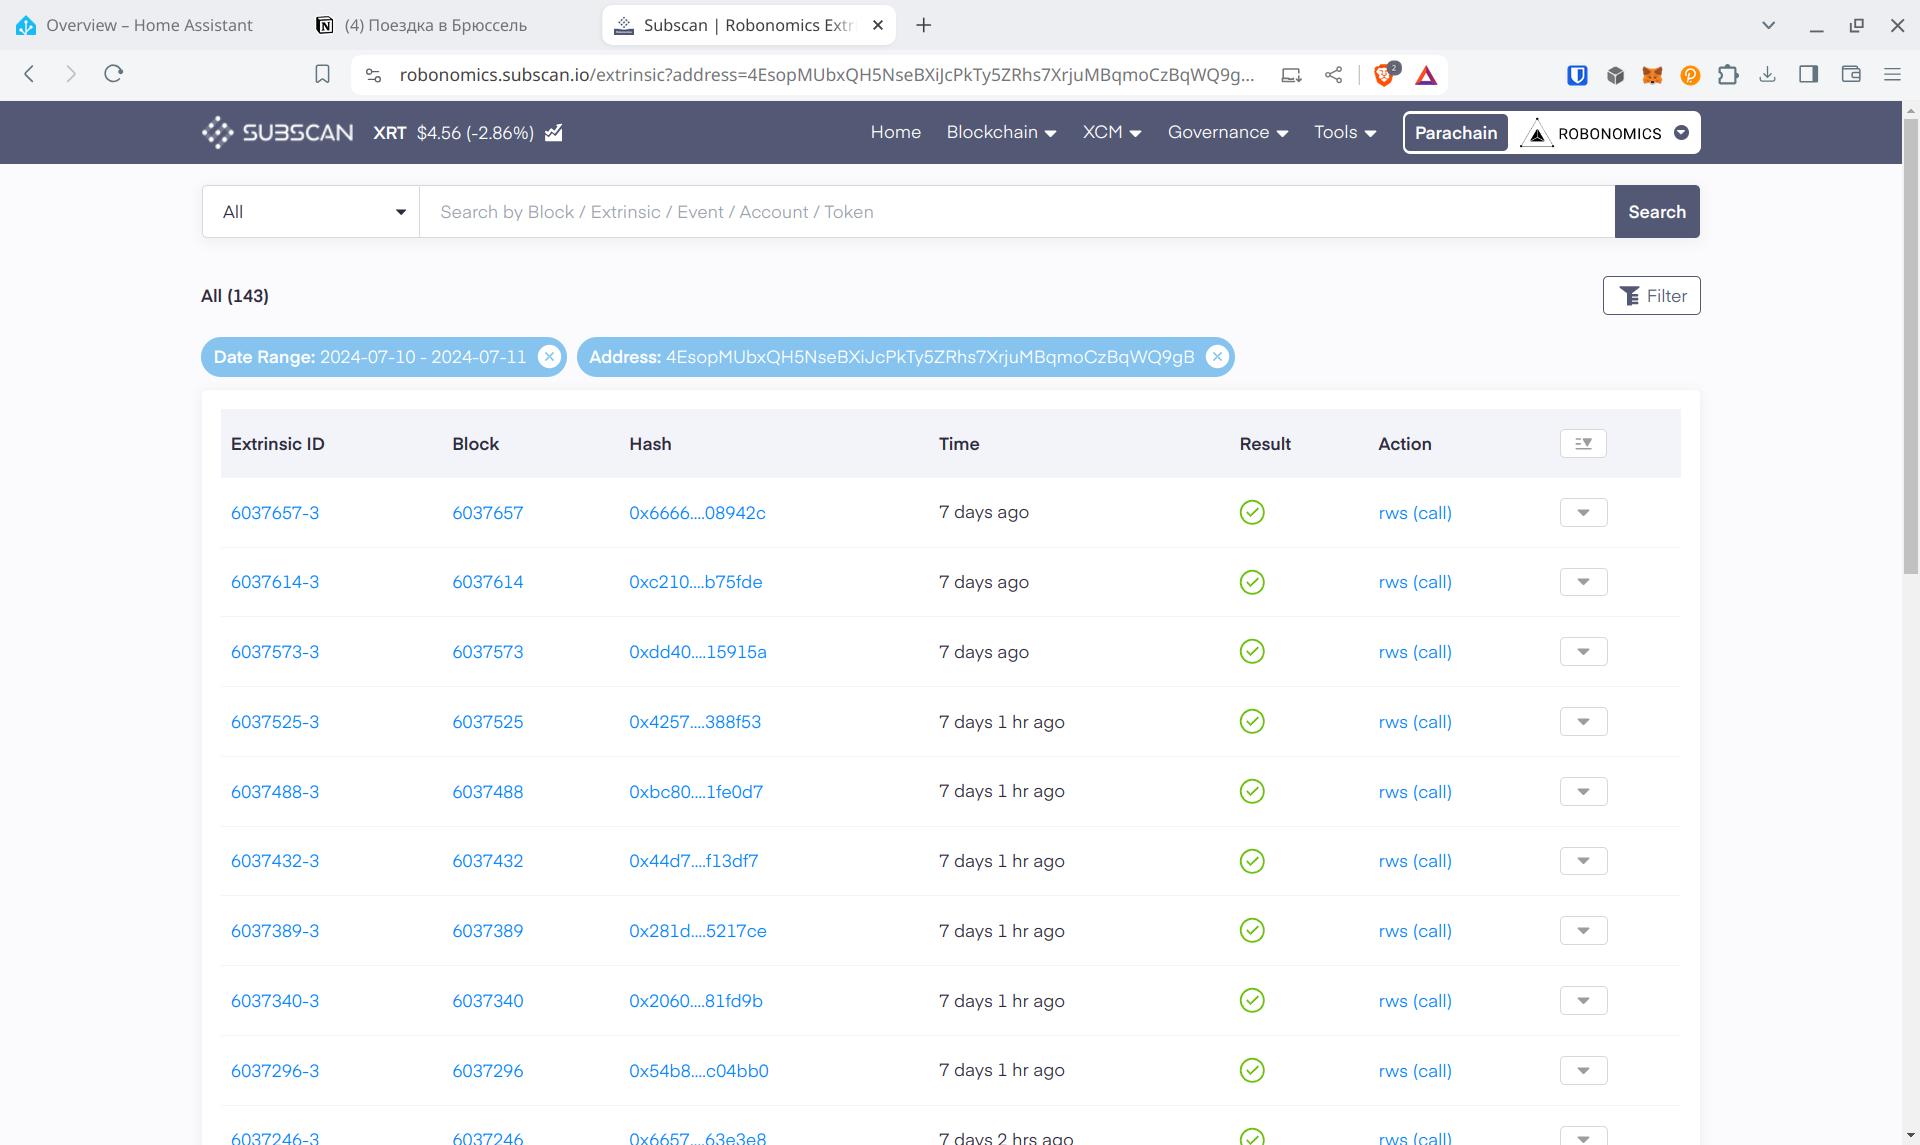 Overview – Home Assistant
(4) Поездка в Брюссель
Subscan | Robonomics Extr
robonomics.subscan.io/extrinsic?address=4EsopMUbxQH5NseBXiJcPkTy5ZRhs7XrjuMBqmoCzBqWQ9g...
2
SUBSCAN XRT $4.56 (-2.86%) Home Blockchain XCM Governance Tools Parachain ROBONOMICS
All Search by Block / Extrinsic / Event / Account / Token Search
All (143) Filter
Date Range: 2024-07-10 - 2024-07-11 Address: 4EsopMUbxQH5NseBXiJcPkTy5ZRhs7XrjuMBqmoCzBqWQ9gB
Extrinsic ID Block Hash Time Result Action
6037657-3 6037657 0x6666....08942c 7 days ago rws (call)
6037614-3 6037614 0xc210....b75fde 7 days ago rws (call)
6037573-3 6037573 0xdd40....15915a 7 days ago rws (call)
6037525-3 6037525 0x4257....388f53 7 days 1 hr ago rws (call)
6037488-3 6037488 0xbc80....1fe0d7 7 days 1 hr ago rws (call)
6037432-3 6037432 0x44d7....f13df7 7 days 1 hr ago rws (call)
6037389-3 6037389 0x281d....5217ce 7 days 1 hr ago rws (call)
6037340-3 6037340 0x2060....81fd9b 7 days 1 hr ago rws (call)
6037296-3 6037296 0x54b8....c04bb0 7 days 1 hr ago rws (call)
6037246-3 6037246 0x6657....63e3e8 7 days 2 hrs ago rws (call)